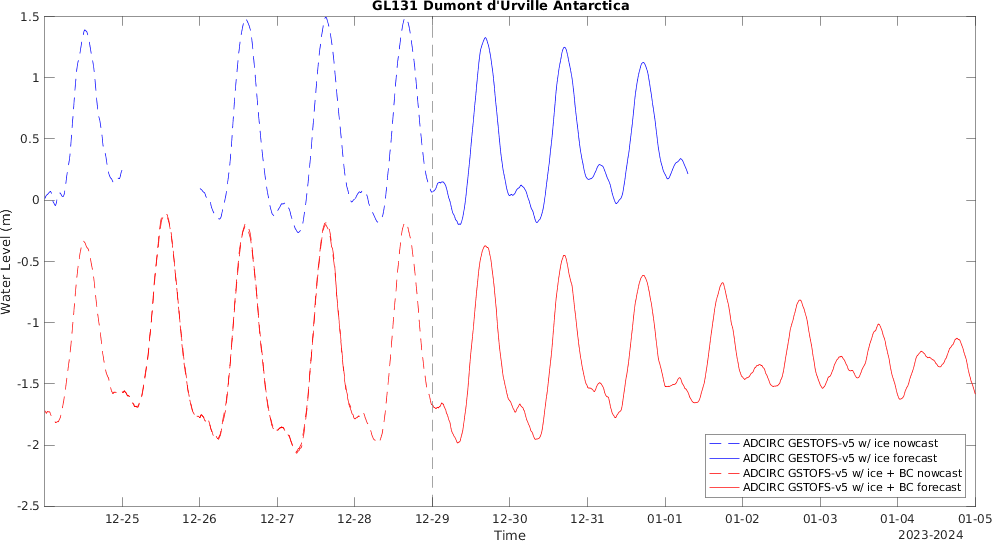 GL131 Dumont d'Urville Antarctica
1.5
1
0.5
0
-0.5
-1
-1.5
-2
-2.5
Water Level (m)
12-25 12-26 12-27 12-28 12-29 12-30 12-31 01-01 01-02 01-03 01-04 01-05
Time
2023-2024
ADCIRC GESTOFS-v5 w/ ice nowcast
ADCIRC GESTOFS-v5 w/ ice forecast
ADCIRC GSTOFS-v5 w/ ice + BC nowcast
ADCIRC GSTOFS-v5 w/ ice + BC forecast